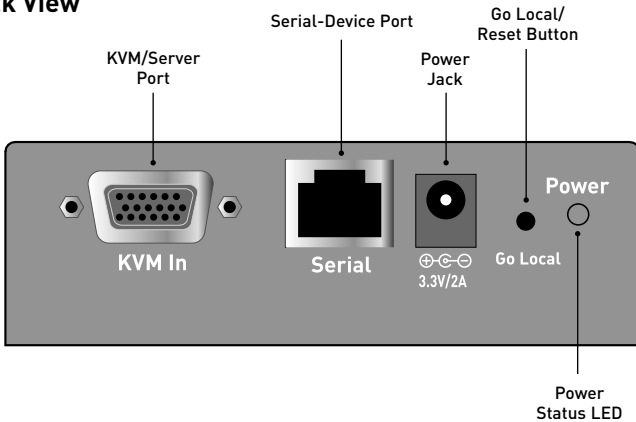 View
Serial-Device Port
Go Local/
Reset Button
KVM/Server
Port
Power
Jack
Power
KVM In
Serial
3.3V/2A
Go Local
Power
Status LED